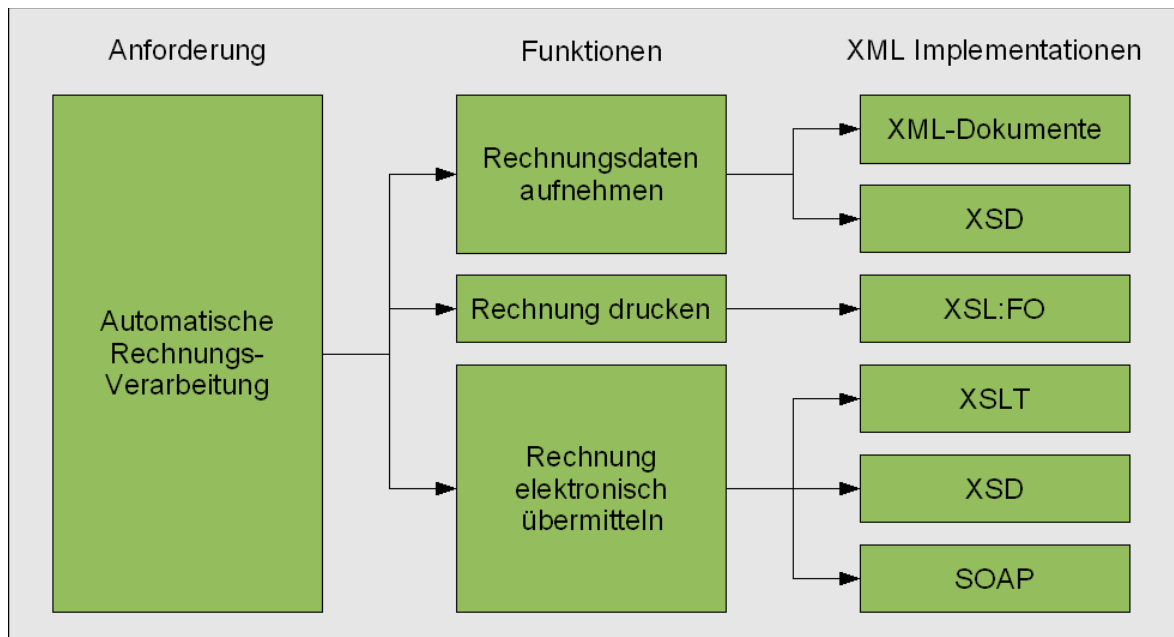 Anforderung
Funktionen
XML Implementationen
Automatische
Rechnungs-
Verarbeitung
Rechnungsdaten
aufnehmen
Rechnung drucken
Rechnung
elektronisch
übermitteln
XML-Dokumente
XSD
XSL:FO
XSLT
XSD
SOAP